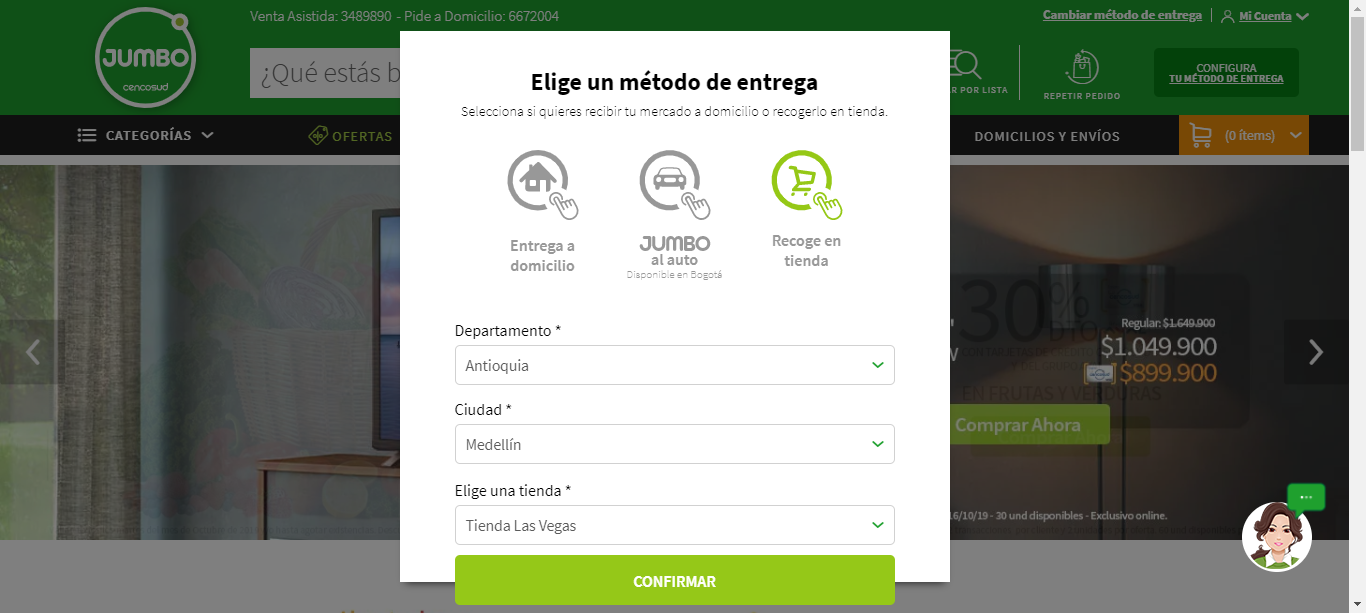 Venta Asistida: 3489890 - Pide a Domicilio: 6672004
Cambiar método de entrega
Mi Cuenta
JUMBO
cencosud
¿Qué estás b
R POR LISTA
REPETIR PEDIDO
CONFIGURA
TU MÉTODO DE ENTREGA
CATEGORÍAS
OFERTAS
DOMICILIOS Y ENVÍOS
(0 ítems)
Elige un método de entrega
Selecciona si quieres recibir tu mercado a domicilio o recogerlo en tienda.
Entrega a
domicilio
JUMBO
al auto
Disponible en Bogotá
Recoge en
tienda
Departamento *
Antioquia
Ciudad *
Medellín
Elige una tienda *
Tienda Las Vegas
CONFIRMAR
30%
DTO
Regular: $1.649.900
$1.049.900
$899.900
EN FRUTAS Y VERDURAS
Comprar Ahora
16/10/19 - 30 und disponibles - Exclusivo online.